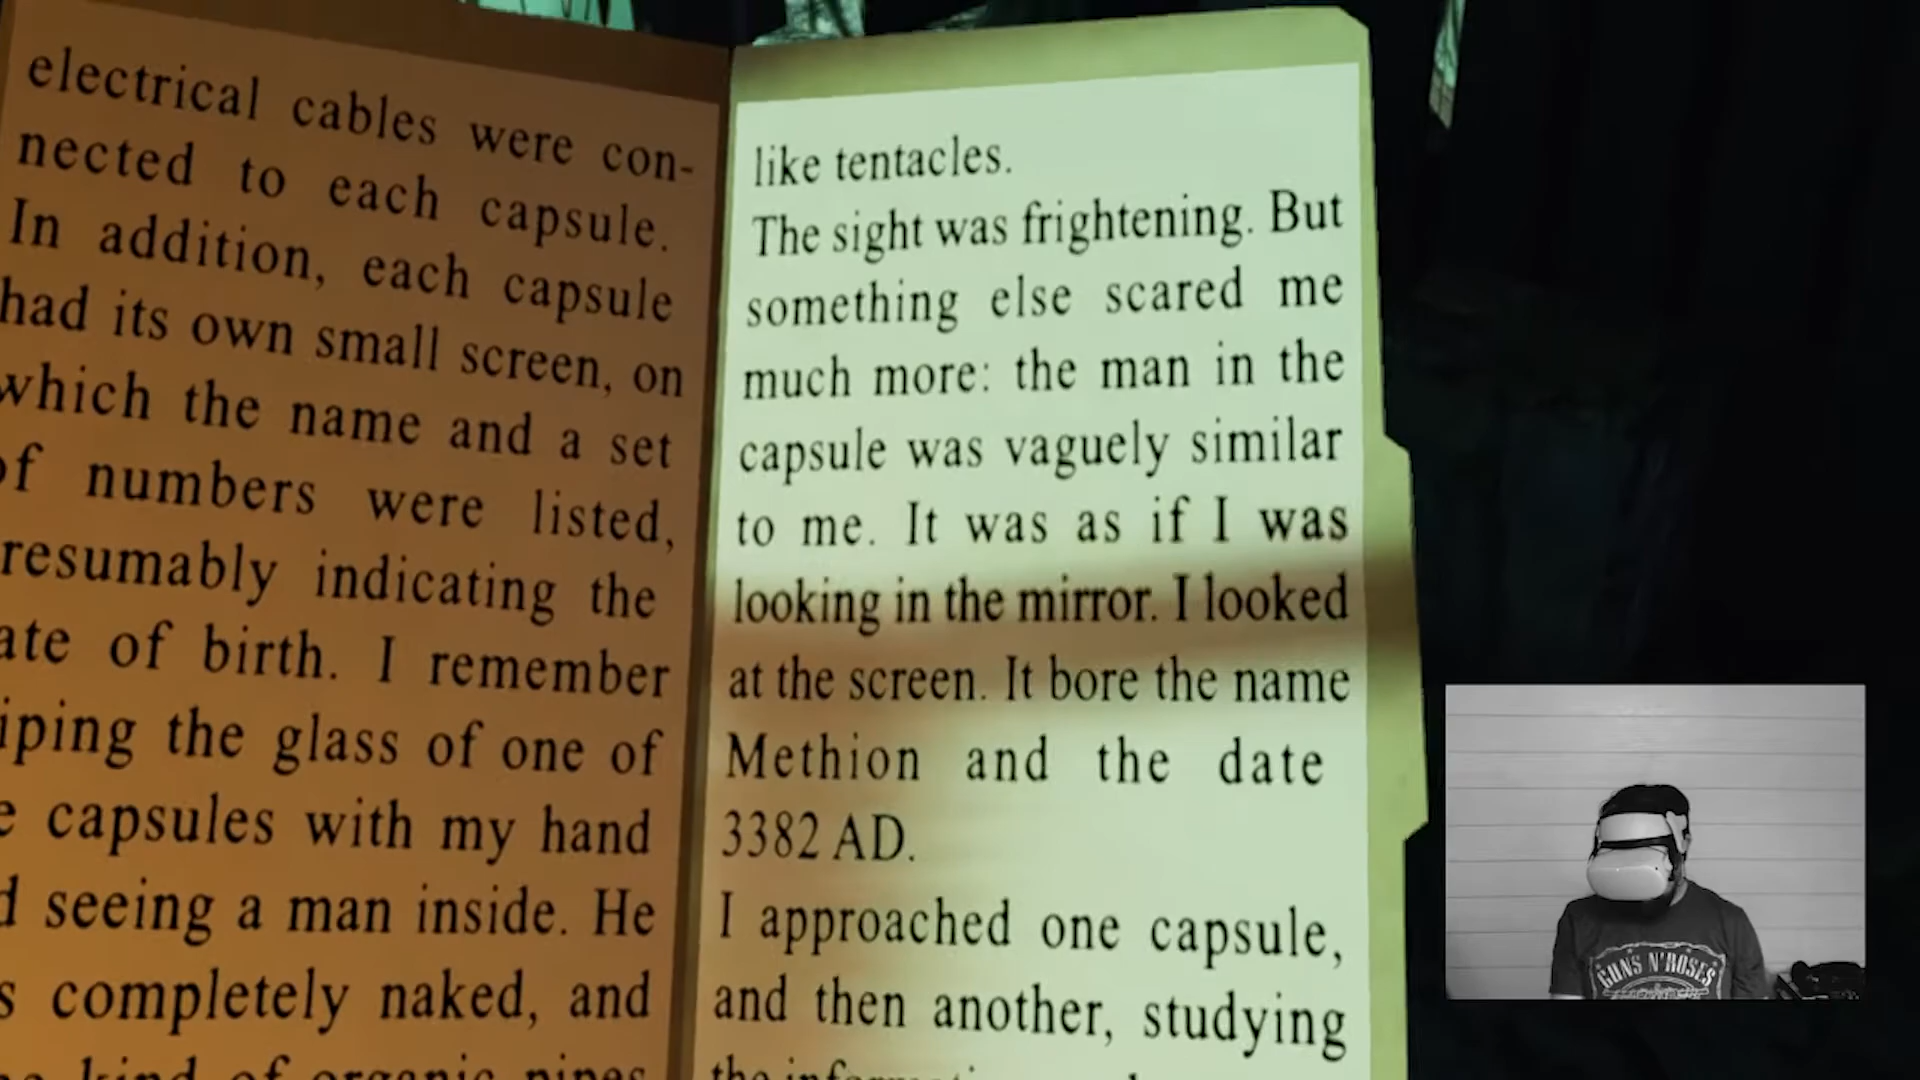 electrical cables were con-
nected to each capsule.
In addition, each capsule
had its own small screen, on
which the name and a set
of numbers were listed,
resumably indicating the
ate of birth. I remember
iping the glass of one of
e capsules with my hand
d seeing a man inside. He
s completely naked, and
kind of organic pipes
like tentacles.
The sight was frightening. But
something else scared me
much more: the man in the
capsule was vaguely similar
to me. It was as if I was
looking in the mirror. I looked
at the screen. It bore the name
Methion and the date
3382 AD.
I approached one capsule,
and then another, studying
the
GUNS N' ROSES